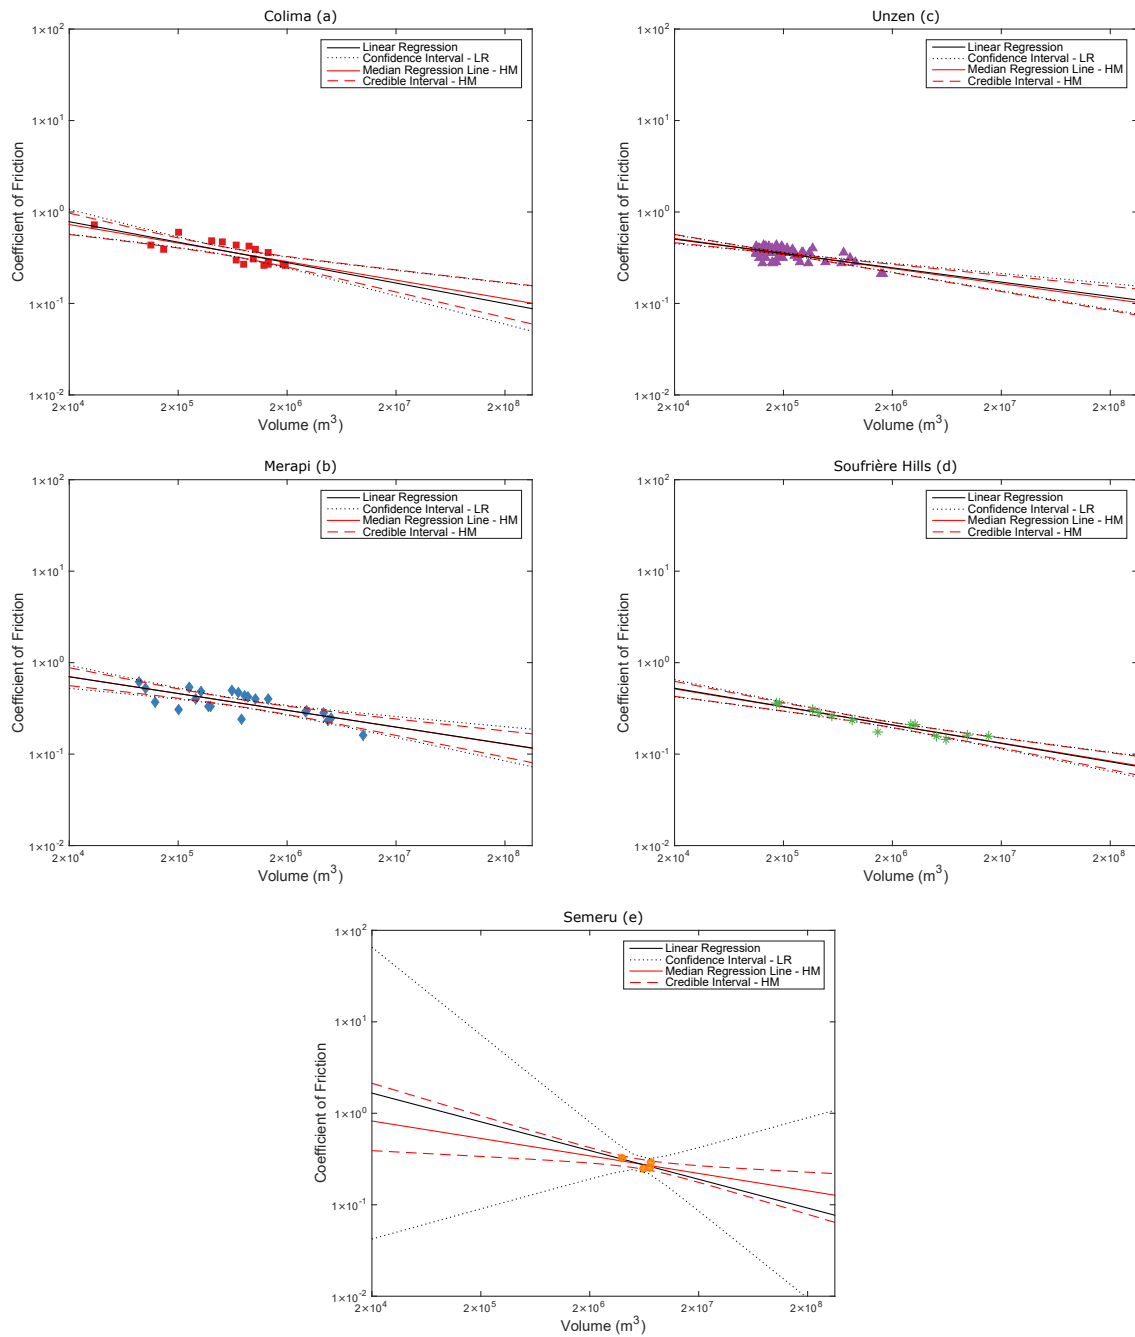 Colima (a)
1×10²
1×10¹
1×10⁰
1×10⁻¹
1×10⁻²
Coefficient of Friction
Linear Regression
Confidence Interval - LR
Median Regression Line - HM
Credible Interval - HM
2×10⁴ 2×10⁵ 2×10⁶ 2×10⁷ 2×10⁸
Volume (m³)
Unzen (c)
1×10²
1×10¹
1×10⁰
1×10⁻¹
1×10⁻²
Coefficient of Friction
Linear Regression
Confidence Interval - LR
Median Regression Line - HM
Credible Interval - HM
2×10⁴ 2×10⁵ 2×10⁶ 2×10⁷ 2×10⁸
Volume (m³)
Merapi (b)
1×10²
1×10¹
1×10⁰
1×10⁻¹
1×10⁻²
Coefficient of Friction
Linear Regression
Confidence Interval - LR
Median Regression Line - HM
Credible Interval - HM
2×10⁴ 2×10⁵ 2×10⁶ 2×10⁷ 2×10⁸
Volume (m³)
Soufrière Hills (d)
1×10²
1×10¹
1×10⁰
1×10⁻¹
1×10⁻²
Coefficient of Friction
Linear Regression
Confidence Interval - LR
Median Regression Line - HM
Credible Interval - HM
2×10⁴ 2×10⁵ 2×10⁶ 2×10⁷ 2×10⁸
Volume (m³)
Semeru (e)
1×10²
1×10¹
1×10⁰
1×10⁻¹
1×10⁻²
Coefficient of Friction
Linear Regression
Confidence Interval - LR
Median Regression Line - HM
Credible Interval - HM
2×10⁴ 2×10⁵ 2×10⁶ 2×10⁷ 2×10⁸
Volume (m³)